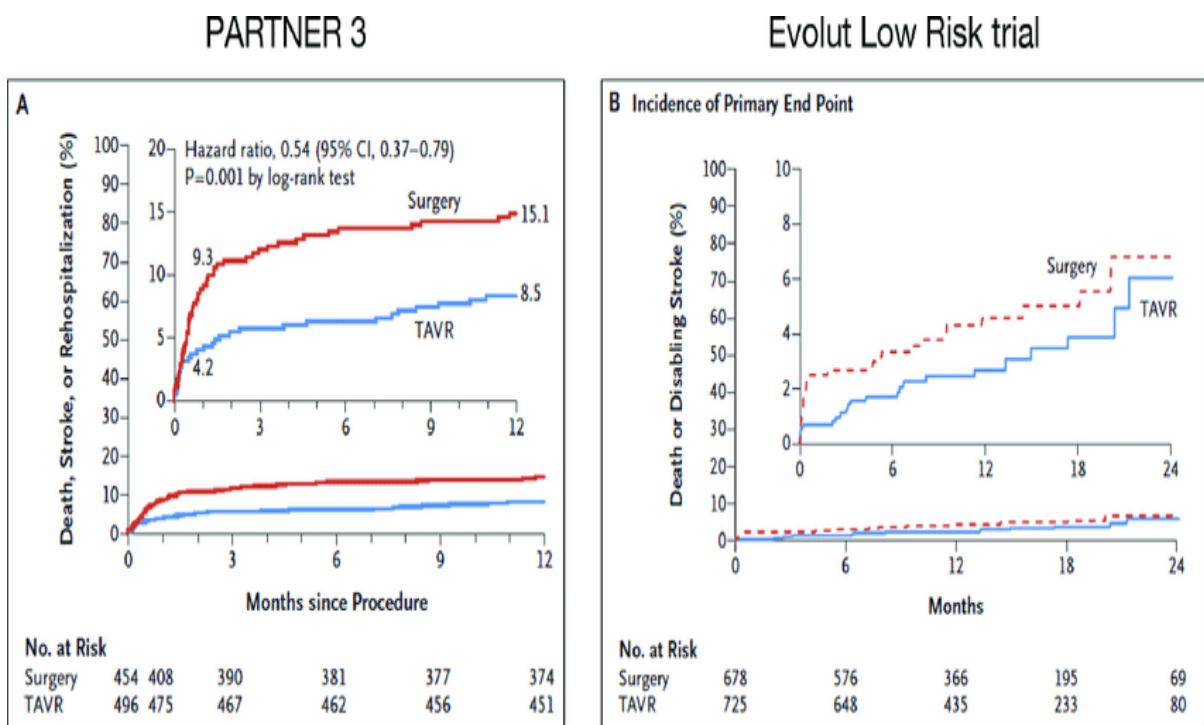 PARTNER 3
A
Death, Stroke, or Rehospitalization (%)
100
90
80
70
60
50
40
30
20
10
0
20
15
10
5
0
Hazard ratio, 0.54 (95% CI, 0.37–0.79)
P=0.001 by log-rank test
Surgery
15.1
9.3
8.5
TAVR
4.2
0 3 6 9 12
0 3 6 9 12
Months since Procedure
No. at Risk
Surgery 454 408 390 381 377 374
TAVR 496 475 467 462 456 451
Evolut Low Risk trial
B Incidence of Primary End Point
Death or Disabling Stroke (%)
100
90
80
70
60
50
40
30
20
10
0
10
8
6
4
2
0
Surgery
TAVR
0 6 12 18 24
0 6 12 18 24
Months
No. at Risk
Surgery 678 576 366 195 69
TAVR 725 648 435 233 80